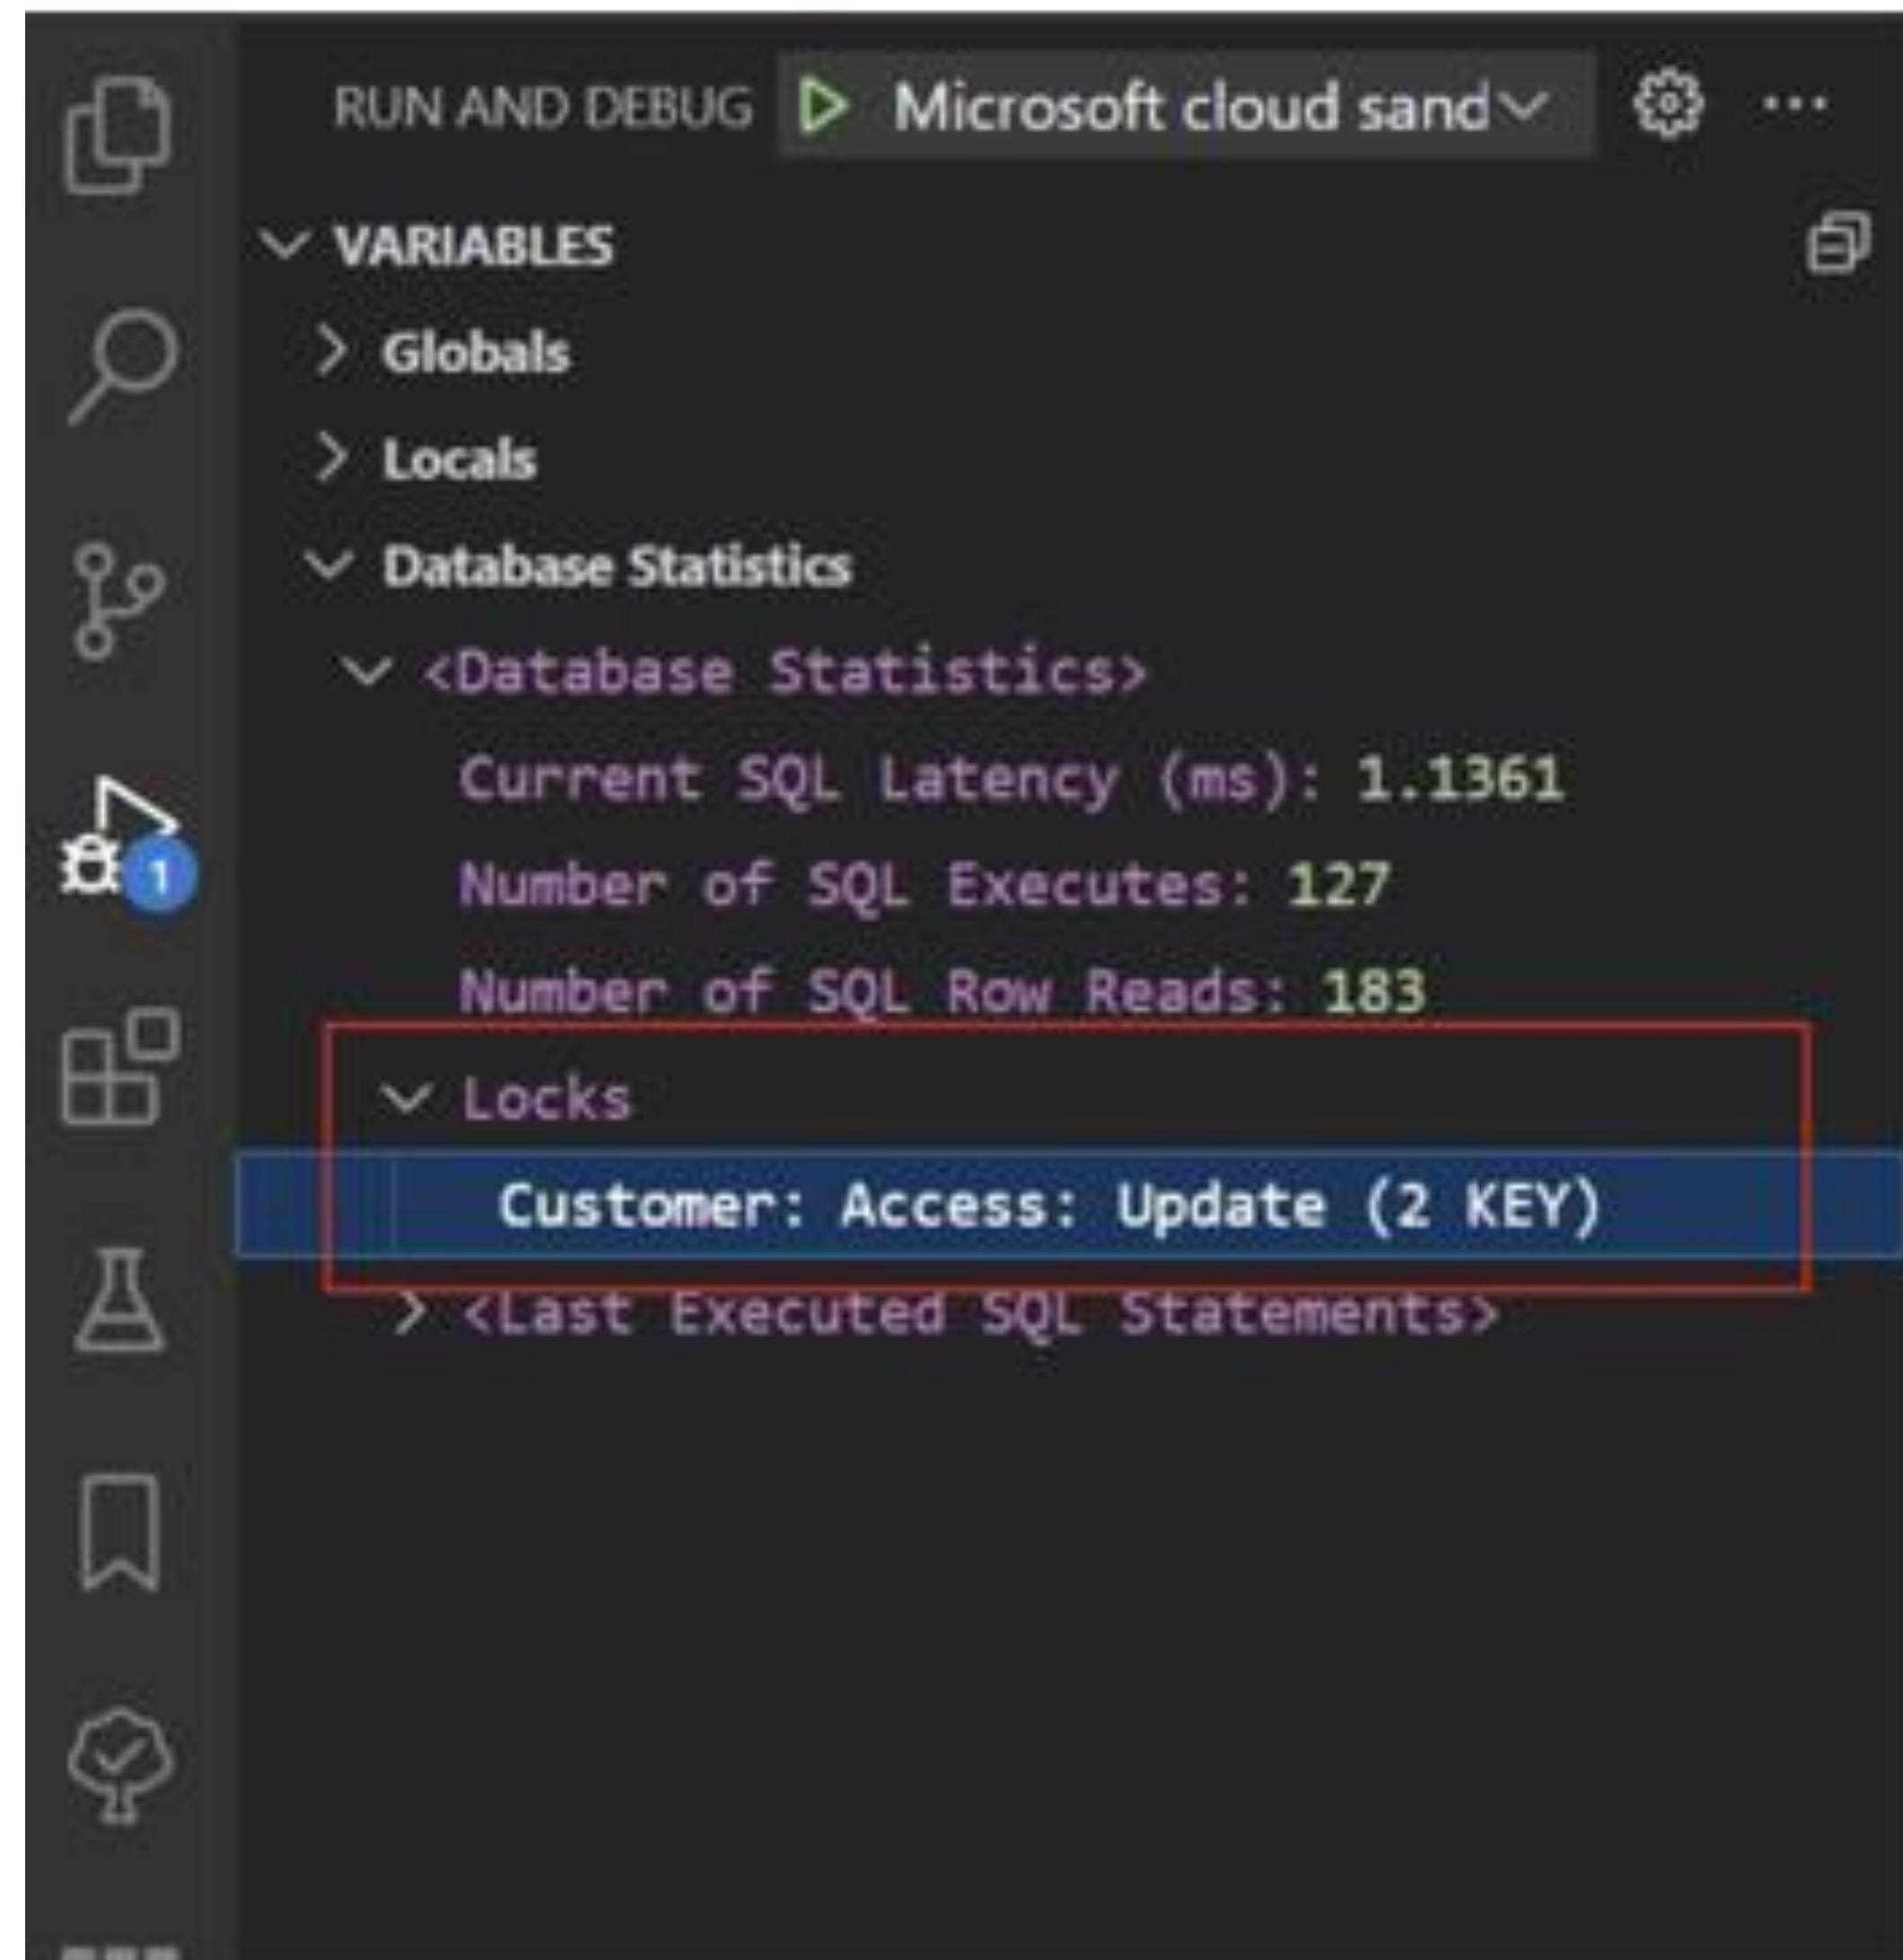 RUN AND DEBUG Microsoft cloud sand
VARIABLES
Globals
Locals
Database Statistics
<Database Statistics>
Current SQL Latency (ms): 1.1361
Number of SQL Executes: 127
1
Number of SQL Row Reads: 183
Locks
Customer: Access: Update (2 KEY)
<Last Executed SQL Statements>